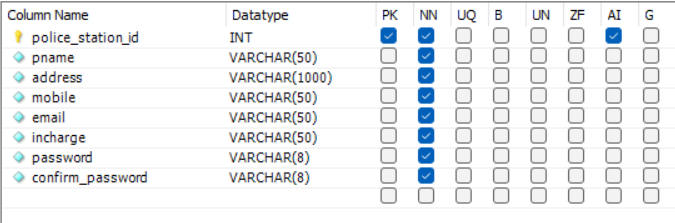 Column Name Datatype PK NN UQ B UN ZF AI G
police_station_id INT
pname VARCHAR(50)
address VARCHAR(1000)
mobile VARCHAR(50)
email VARCHAR(50)
incharge VARCHAR(50)
password VARCHAR(8)
confirm_password VARCHAR(8)